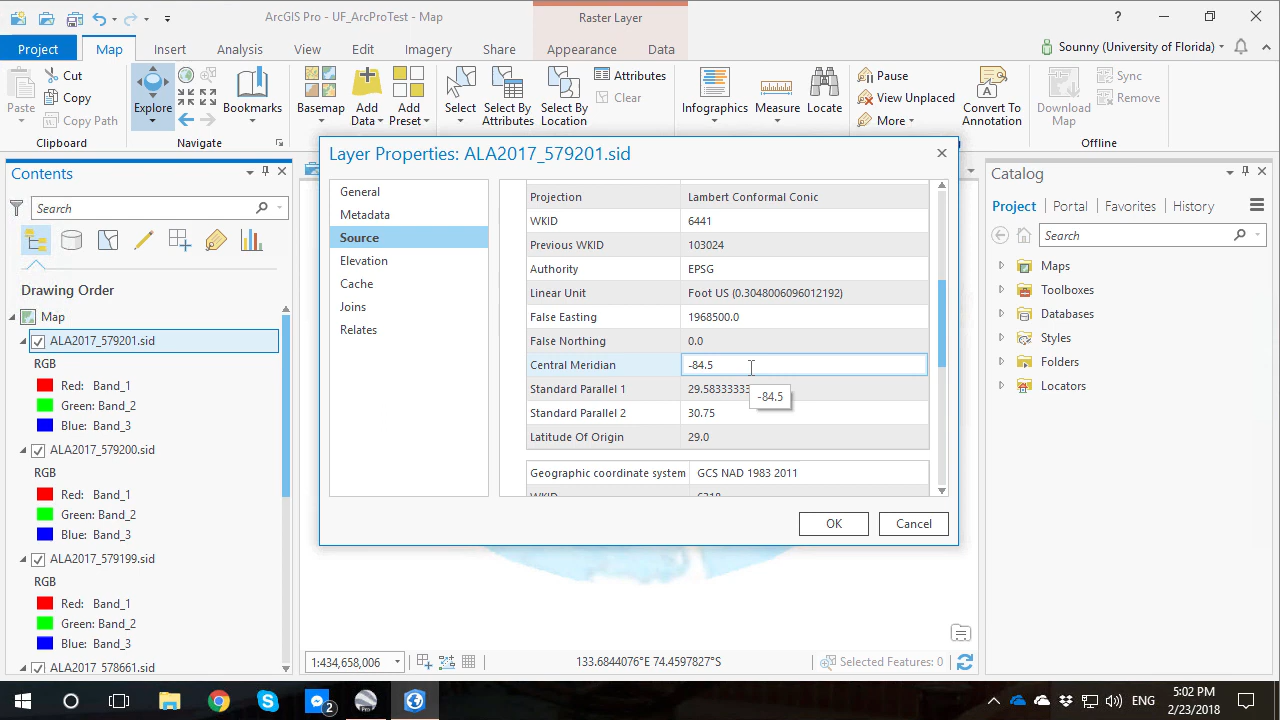 ArcGIS Pro - UF_ArcProTest - Map
Raster Layer
?
Project
Map
Insert
Analysis
View
Edit
Imagery
Share
Appearance
Data
Sounny (University of Florida)
Paste
Cut
Copy
Copy Path
Clipboard
Explore
Bookmarks
Navigate
Basemap
Add Data
Add Preset
Select
Select By Attributes
Select By Location
Attributes
Clear
Infographics
Measure
Locate
Pause
View Unplaced
More
Convert To Annotation
Download Map
Sync
Remove
Offline
Contents
Search
Drawing Order
Map
ALA2017_579201.sid
RGB
Red: Band_1
Green: Band_2
Blue: Band_3
ALA2017_579200.sid
RGB
Red: Band_1
Green: Band_2
Blue: Band_3
ALA2017_579199.sid
RGB
Red: Band_1
Green: Band_2
Blue: Band_3
ALA2017_578661.sid
Layer Properties: ALA2017_579201.sid
General
Metadata
Source
Elevation
Cache
Joins
Relates
Projection Lambert Conformal Conic
WKID 6441
Previous WKID 103024
Authority EPSG
Linear Unit Foot US (0.3048006096012192)
False Easting 1968500.0
False Northing 0.0
Central Meridian -84.5
Standard Parallel 1 29.58333333
-84.5
Standard Parallel 2 30.75
Latitude Of Origin 29.0
Geographic coordinate system GCS NAD 1983 2011
WKID 6318
OK
Cancel
Catalog
Project
Portal
Favorites
History
Search
Maps
Toolboxes
Databases
Styles
Folders
Locators
1:434,658,006
133.6844076°E 74.4597827°S
Selected Features: 0
2
Pro
ENG
5:02 PM
2/23/2018